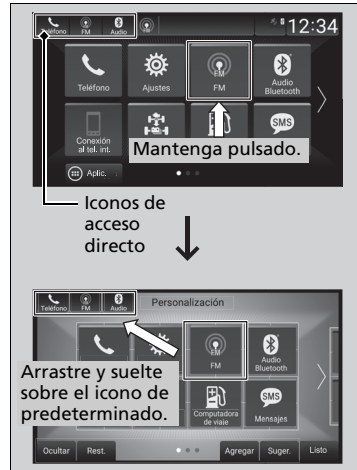 Teléfono FM Audio
12:34
Teléfono
Ajustes
FM
FM
Audio
Bluetooth
Conexión
al tel. int.
SMS
Mantenga pulsado.
Aplic.
Iconos de
acceso
directo
Teléfono FM Audio
Personalización
FM
FM
Audio
Bluetooth
Arrastre y suelte
sobre el icono de
predeterminado.
SMS
Computadora
de viaje
Mensajes
Ocultar Rest. Agregar Suger. Listo